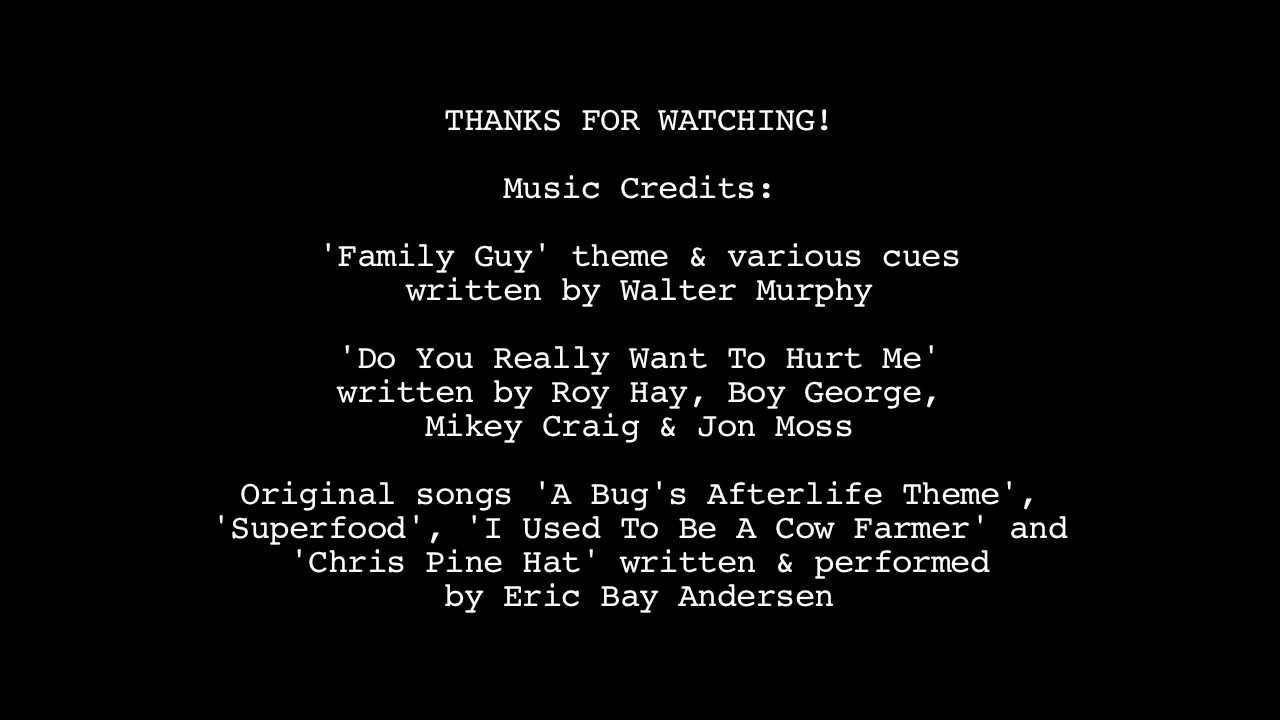 THANKS FOR WATCHING!
Music Credits:
'Family Guy' theme & various cues
written by Walter Murphy
'Do You Really Want To Hurt Me'
written by Roy Hay, Boy George,
Mikey Craig & Jon Moss
Original songs 'A Bug's Afterlife Theme',
'Superfood', 'I Used To Be A Cow Farmer' and
'Chris Pine Hat' written & performed
by Eric Bay Andersen